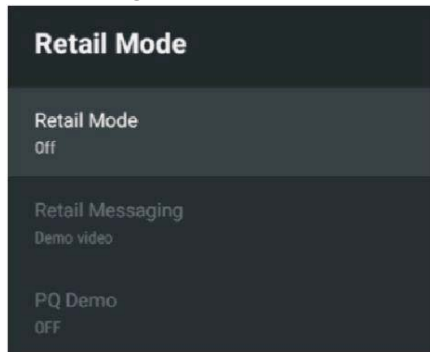 Retail Mode
Retail Mode
Off
Retail Messaging
Demo video
PQ Demo
OFF